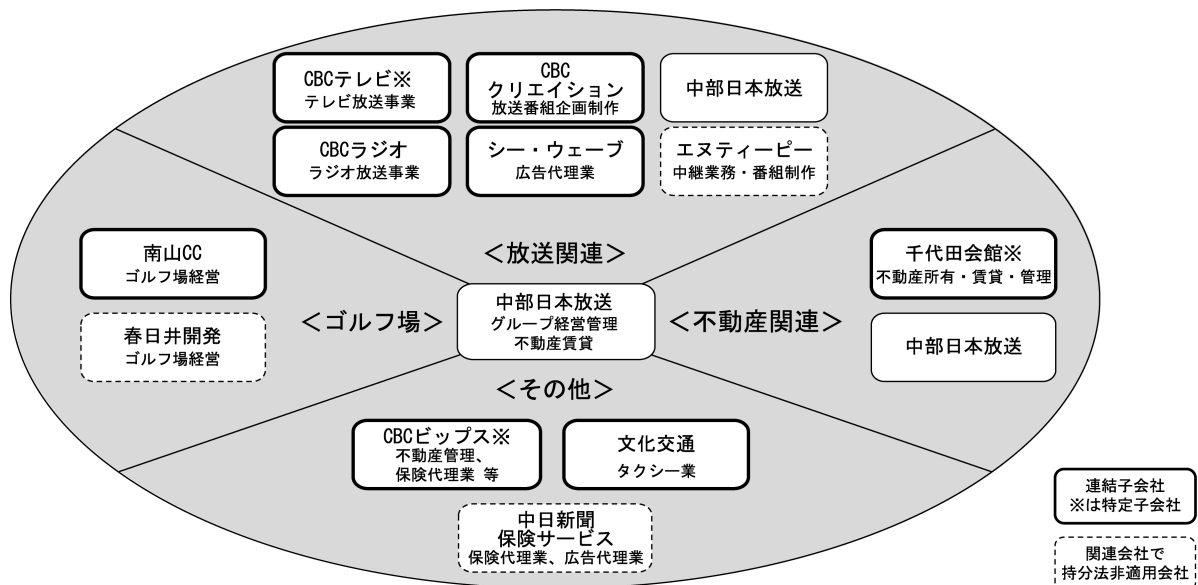 CBCテレビ※
テレビ放送事業
CBC
クリエイション
放送番組企画制作
中部日本放送
CBCラジオ
ラジオ放送事業
シー・ウェーブ
広告代理業
エヌティーピー
中継業務・番組制作
＜放送関連＞
南山CC
ゴルフ場経営
春日井開発
ゴルフ場経営
＜ゴルフ場＞
中部日本放送
グループ経営管理
不動産賃貸
＜不動産関連＞
千代田会館※
不動産所有・賃貸・管理
中部日本放送
＜その他＞
CBCビップス※
不動産管理、
保険代理業 等
文化交通
タクシー業
中日新聞
保険サービス
保険代理業、広告代理業
連結子会社
※は特定子会社
関連会社で
持分法非適用会社